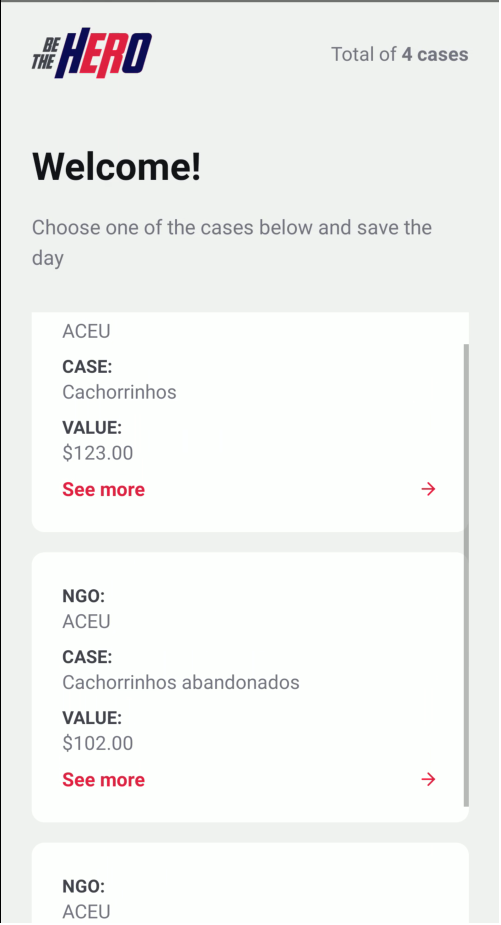 BE
THE HERO
Total of 4 cases
Welcome!
Choose one of the cases below and save the
day
ACEU
CASE:
Cachorrinhos
VALUE:
$123.00
See more
NGO:
ACEU
CASE:
Cachorrinhos abandonados
VALUE:
$102.00
See more
NGO:
ACEU